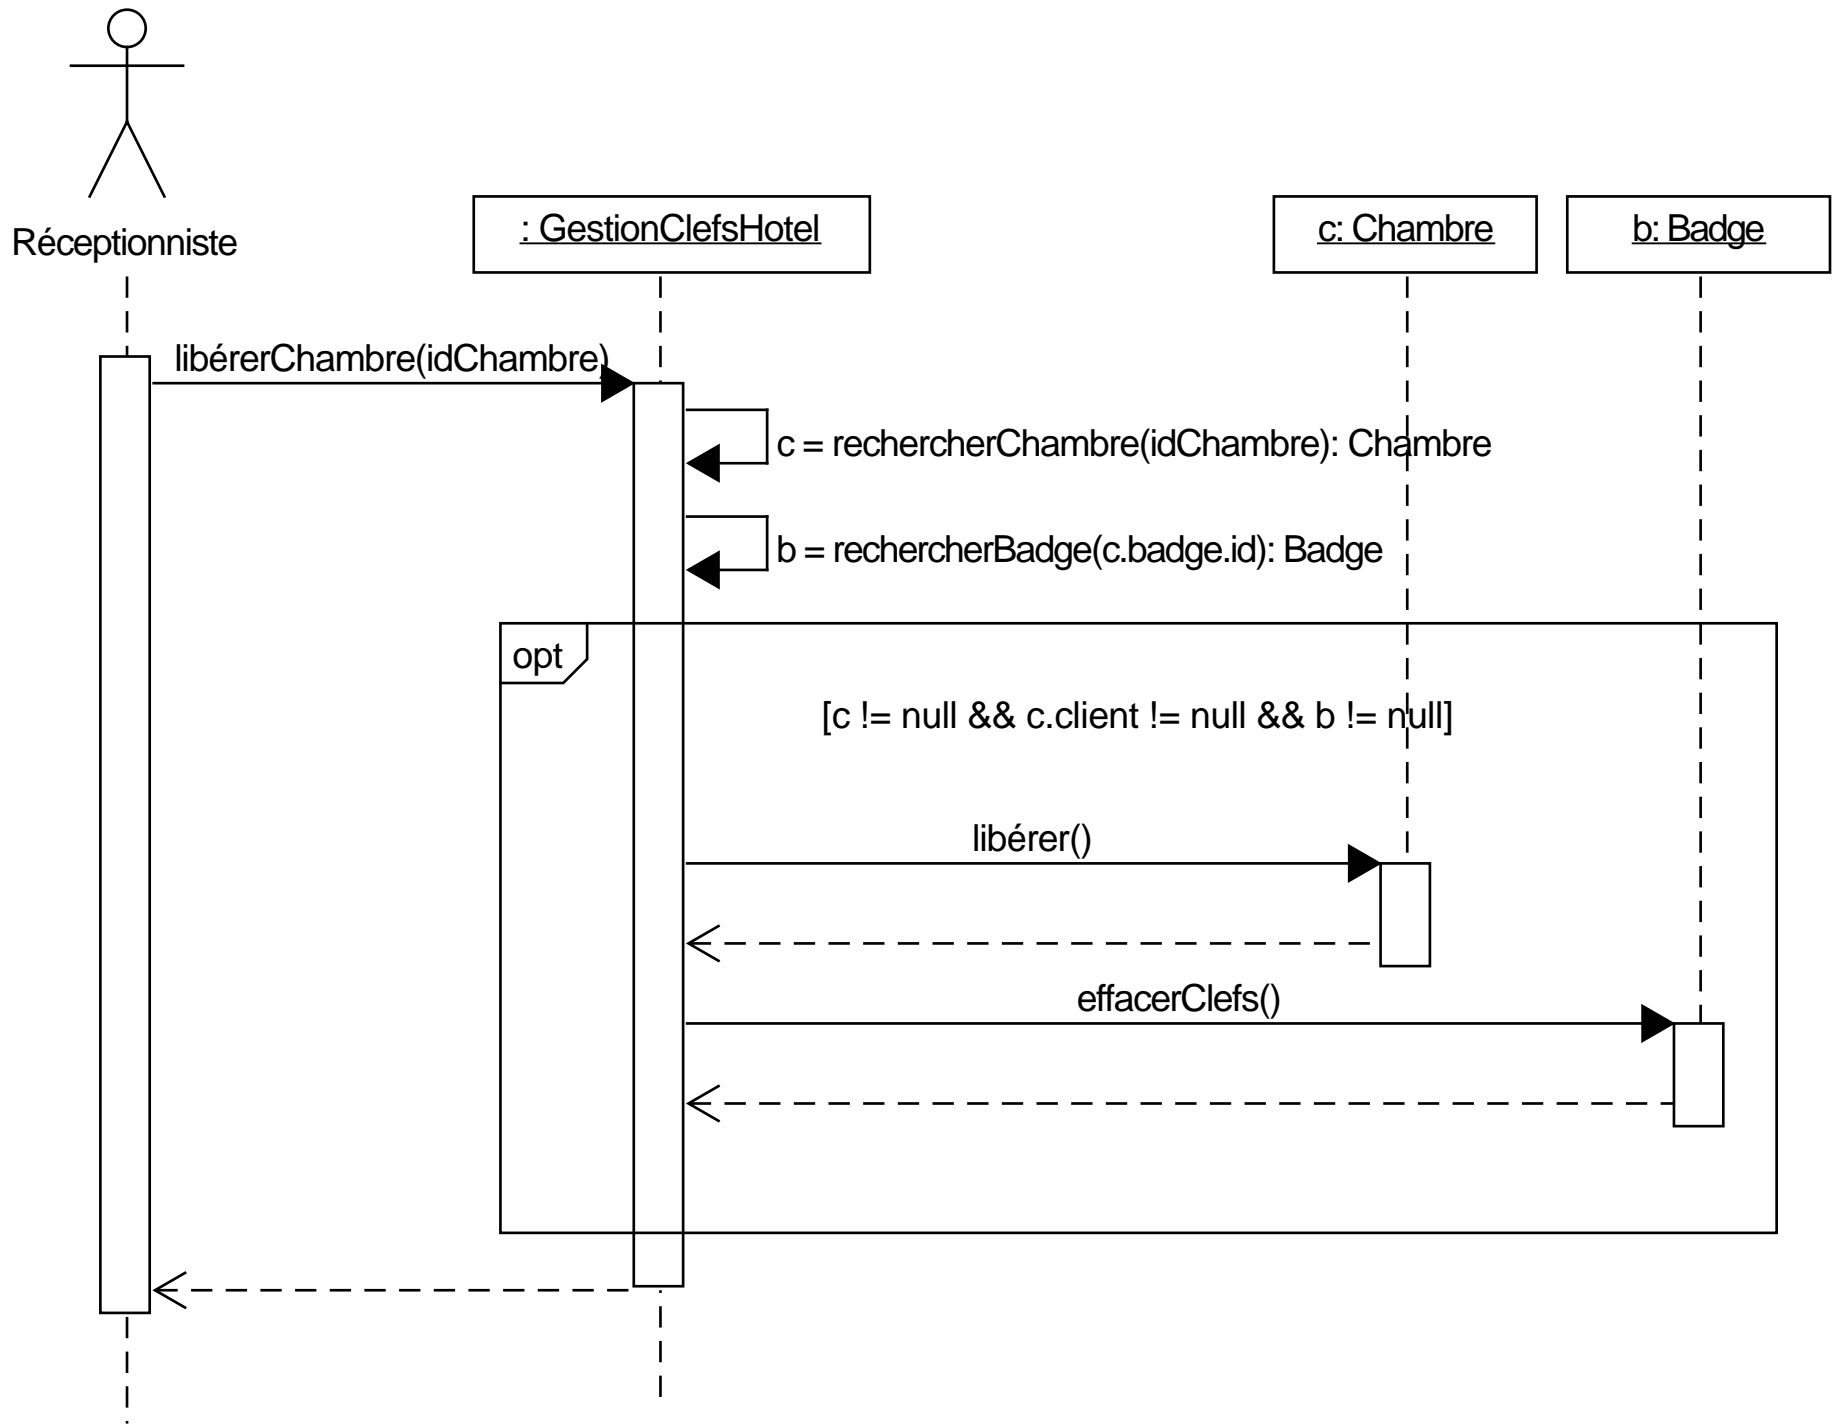 Réceptionniste
: GestionClefsHotel
c: Chambre
b: Badge
libérerChambre(idChambre)
c = rechercherChambre(idChambre): Chambre
b = rechercherBadge(c.badge.id): Badge
opt
[c != null && c.client != null && b != null]
libérer()
effacerClefs()